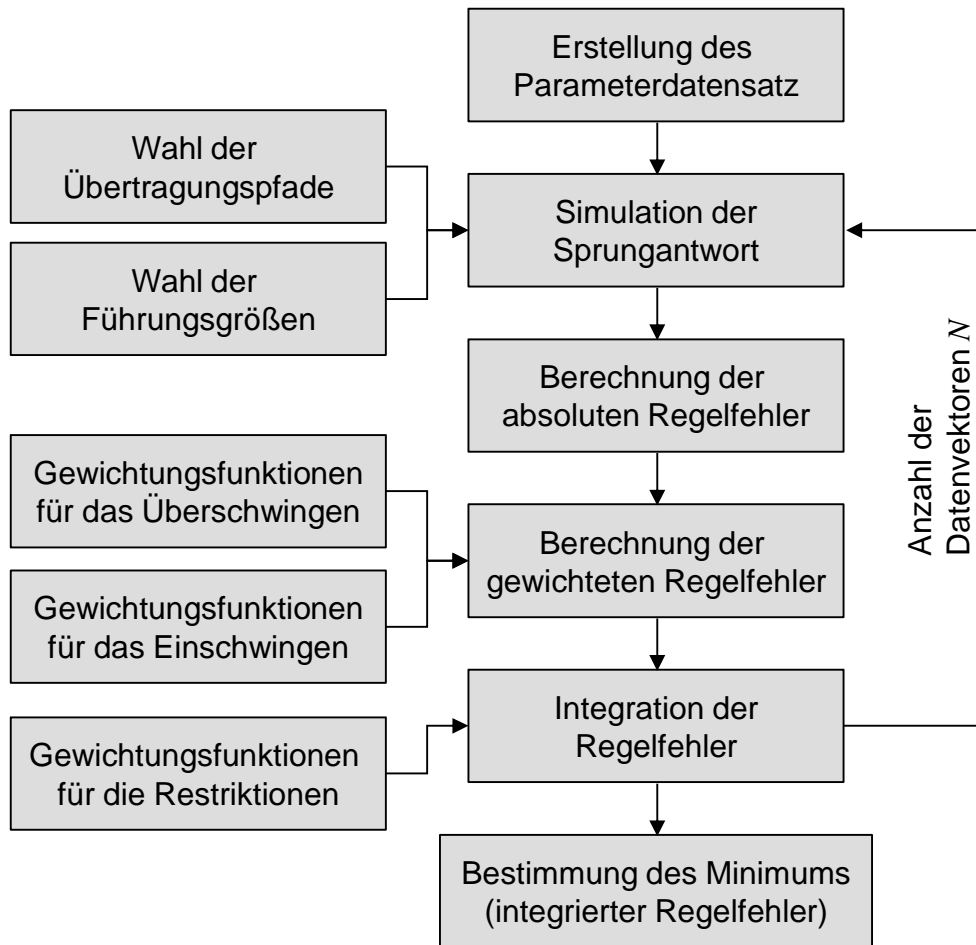 Erstellung des
Parameterdatensatz
Wahl der
Übertragungspfade
Simulation der
Sprungantwort
Wahl der
Führungsgrößen
Berechnung der
absoluten Regelfehler
Anzahl der
Datenvektoren N
Gewichtungsfunktionen
für das Überschwingen
Berechnung der
gewichteten Regelfehler
Gewichtungsfunktionen
für das Einschwingen
Integration der
Regelfehler
Gewichtungsfunktionen
für die Restriktionen
Bestimmung des Minimums
(integrierter Regelfehler)